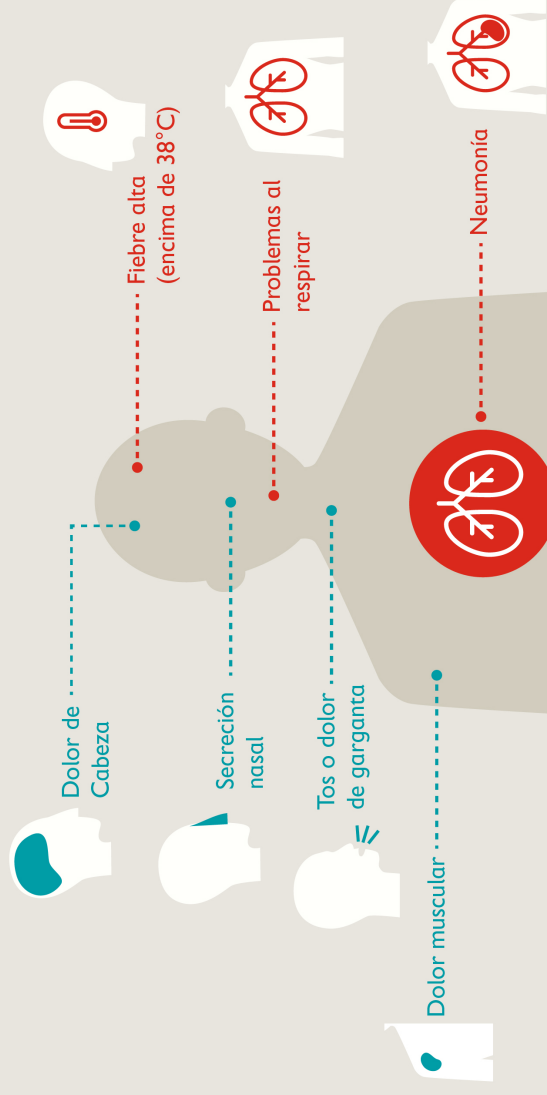 Dolor de
Cabeza
Secreción
nasal
Tos o dolor
de garganta
Dolor muscular
Fiebre alta
(encima de 38°C)
Problemas al
respirar
Neumonía